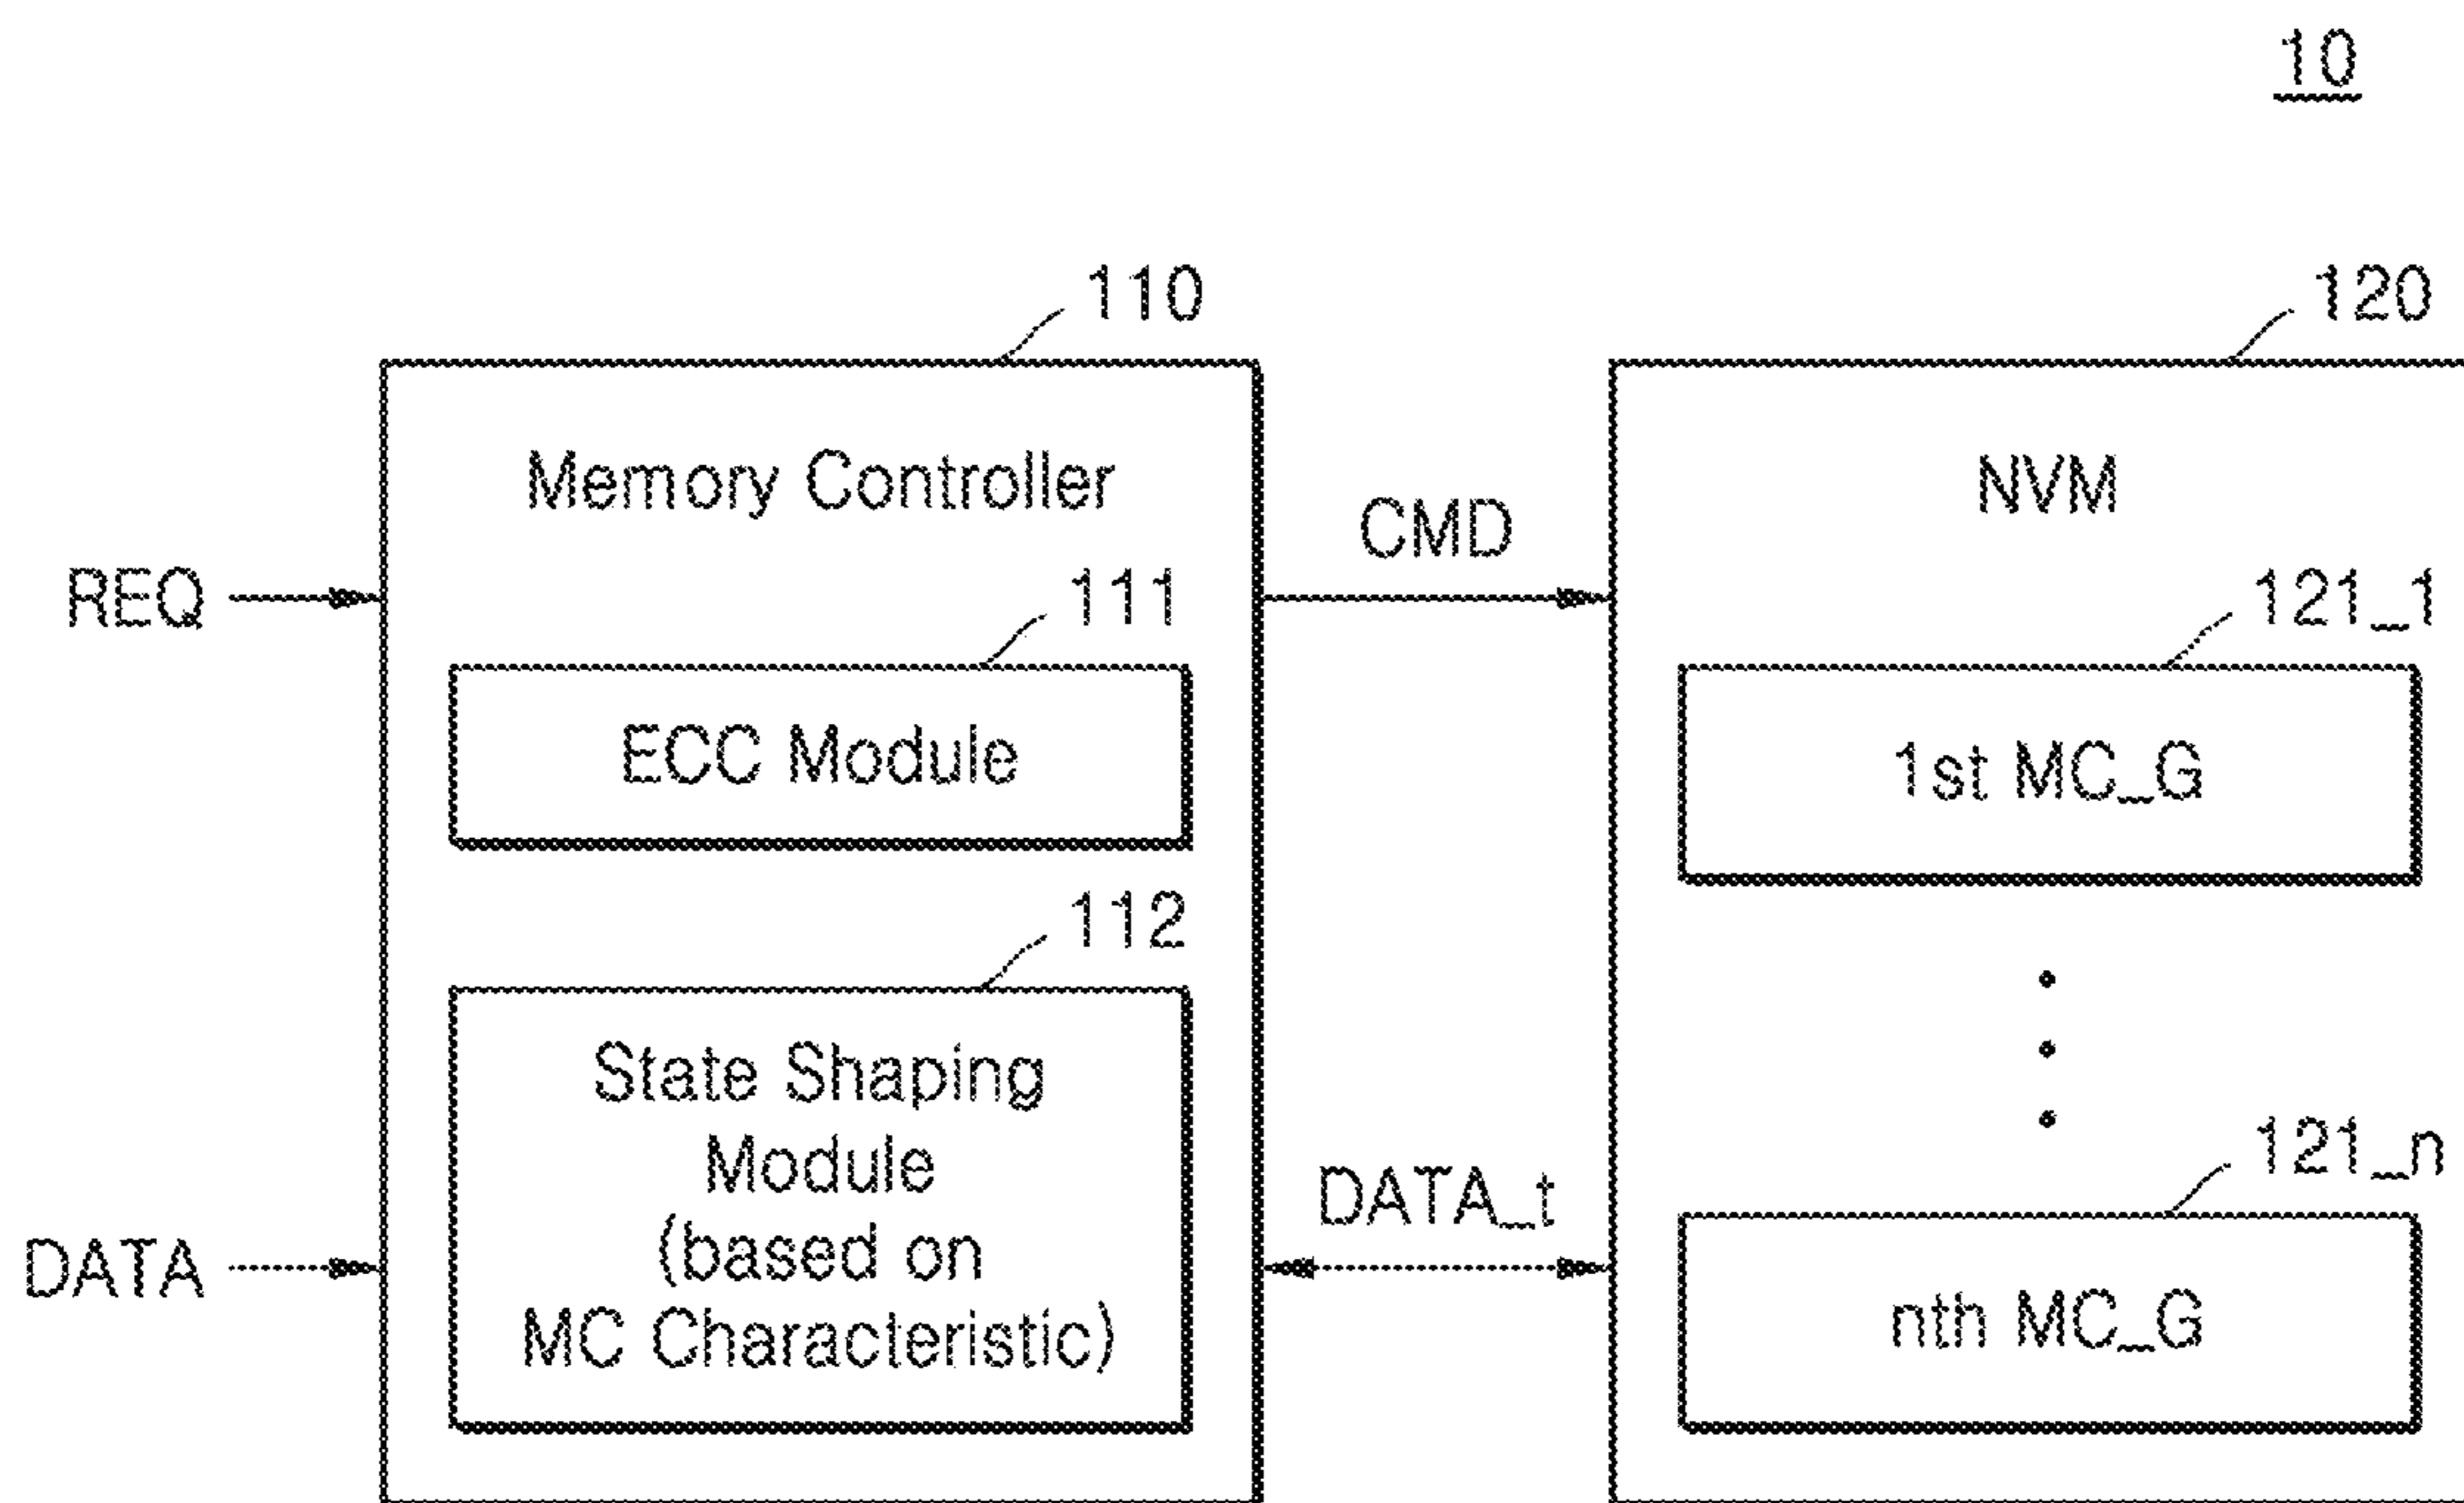 10
110
120
Memory Controller
NVM
CMD
REQ
111
121_1
ECC Module
1st MC_G
112
State Shaping
Module
(based on
MC Characteristic)
121_n
DATA_t
DATA
nth MC_G